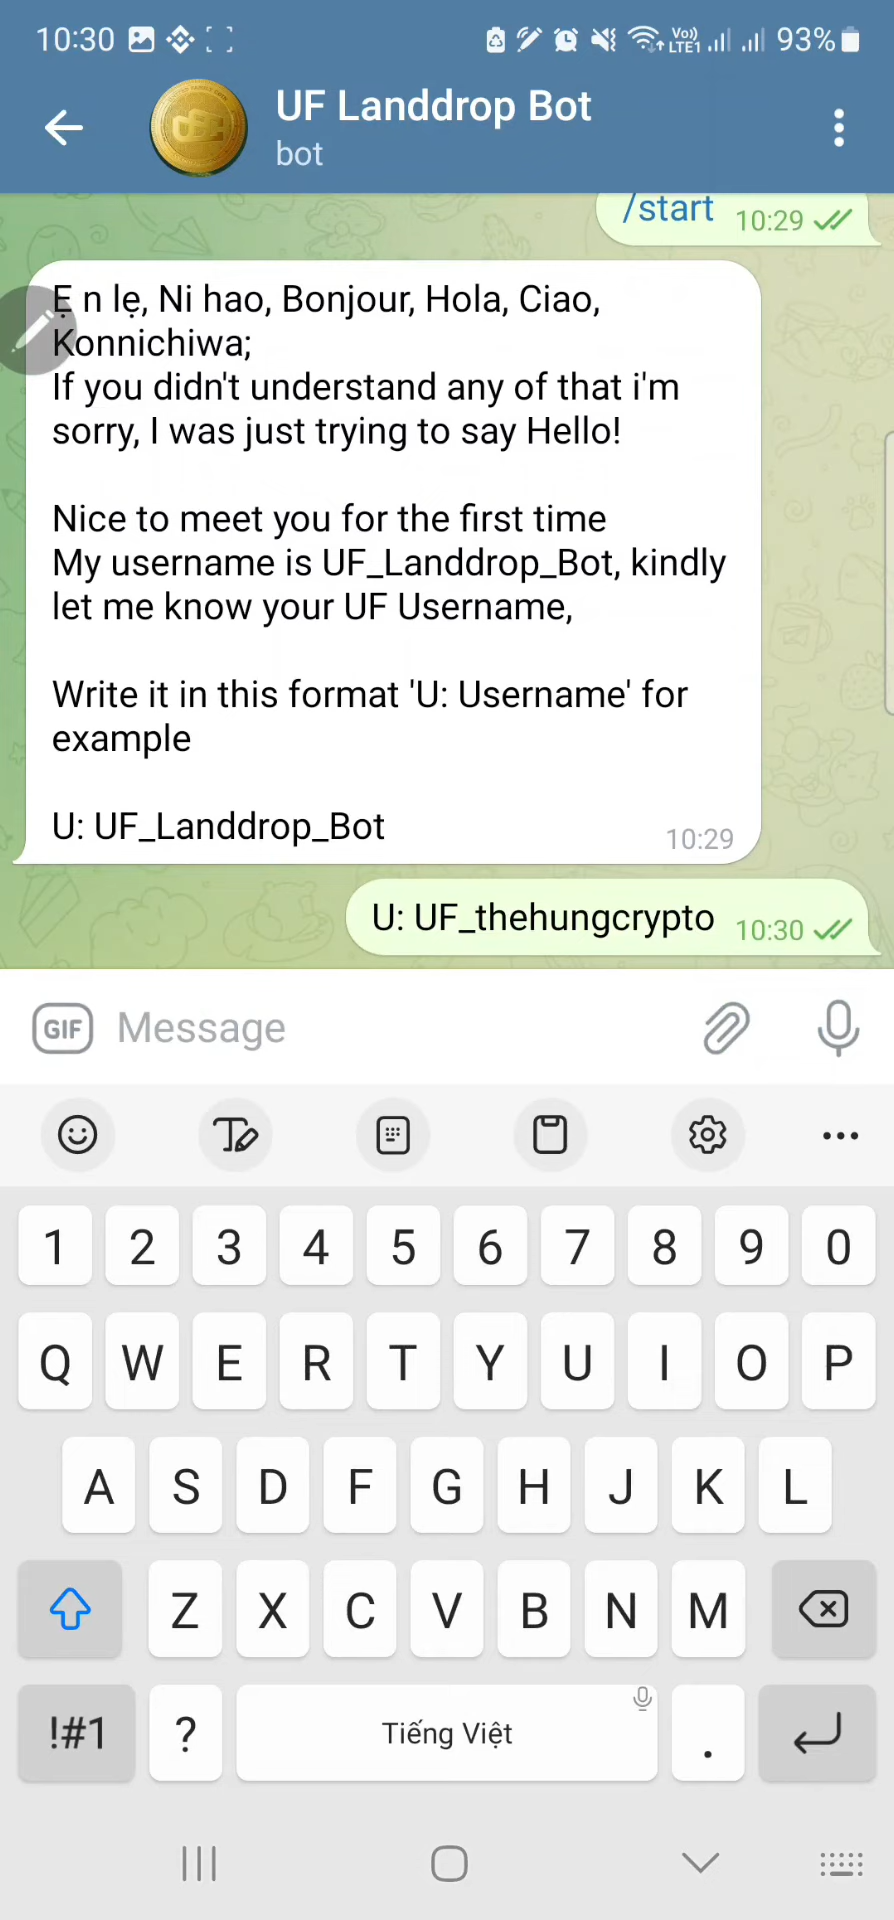 10:30 Vo)) LTE1 93%
UF Landdrop Bot
bot
/start 10:29
Ẹ n lẹ, Ni hao, Bonjour, Hola, Ciao,
Konnichiwa;
If you didn't understand any of that i'm
sorry, I was just trying to say Hello!
Nice to meet you for the first time
My username is UF_Landdrop_Bot, kindly
let me know your UF Username,
Write it in this format 'U: Username' for
example
U: UF_Landdrop_Bot 10:29
U: UF_thehungcrypto 10:30
GIF Message
1 2 3 4 5 6 7 8 9 0
Q W E R T Y U I O P
A S D F G H J K L
Z X C V B N M
!#1 ? Tiếng Việt .